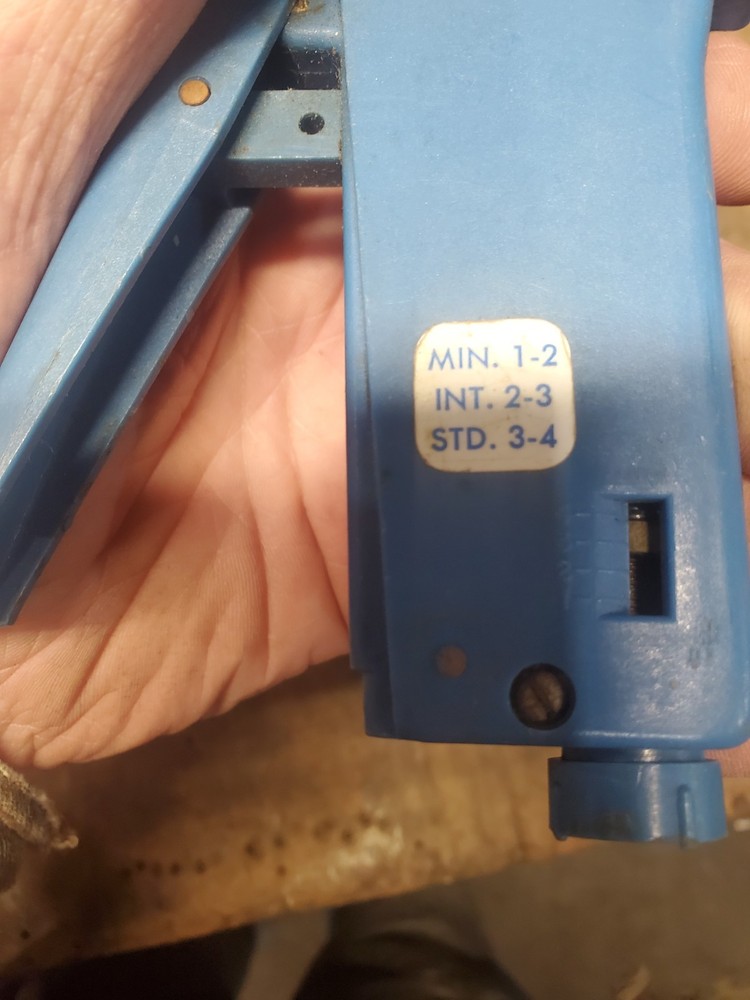 MIN. 1-2
INT. 2-3
STD. 3-4